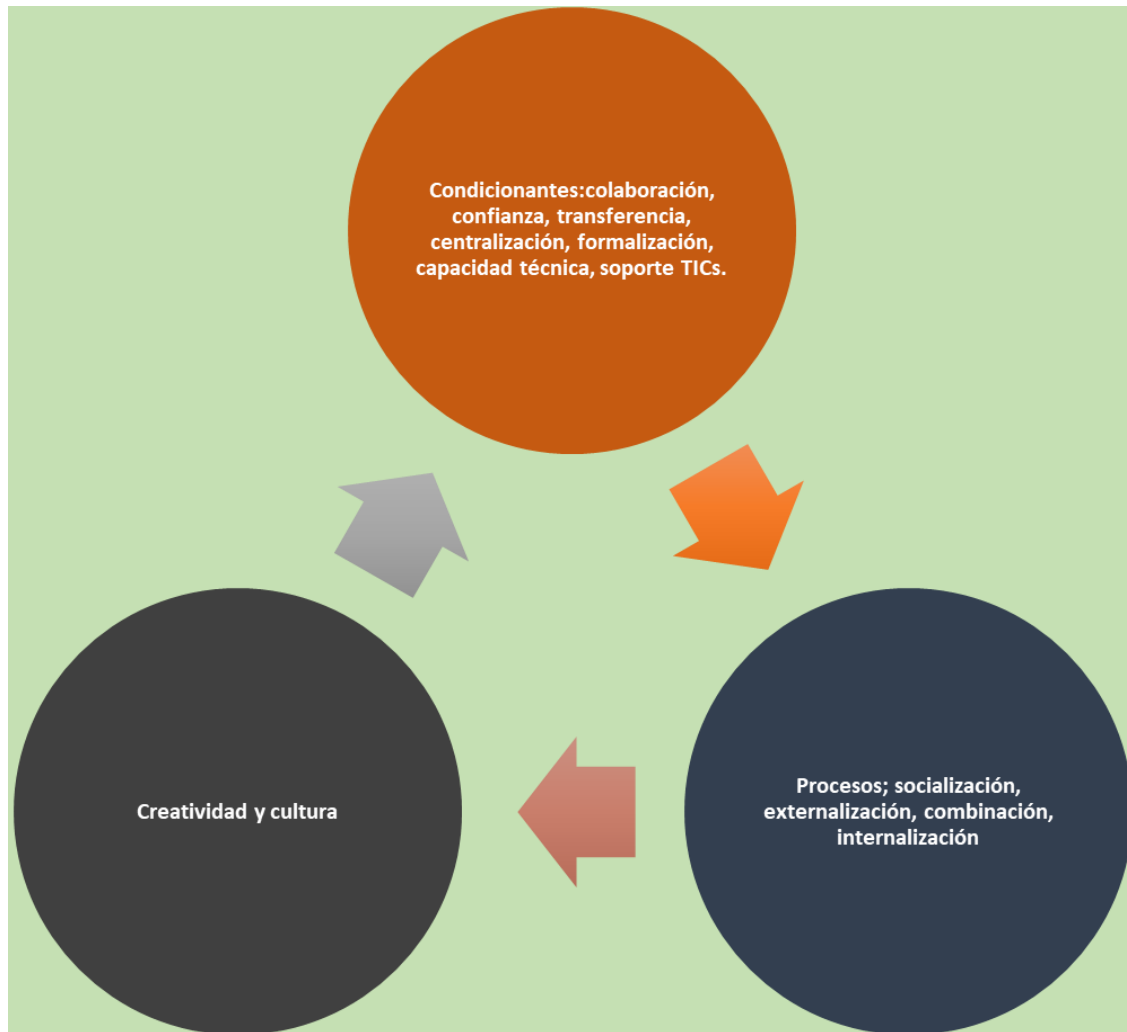 Condicionantes:colaboración,
confianza, transferencia,
centralización, formalización,
capacidad técnica, soporte TICs.
Creatividad y cultura
Procesos; socialización,
externalización, combinación,
internalización